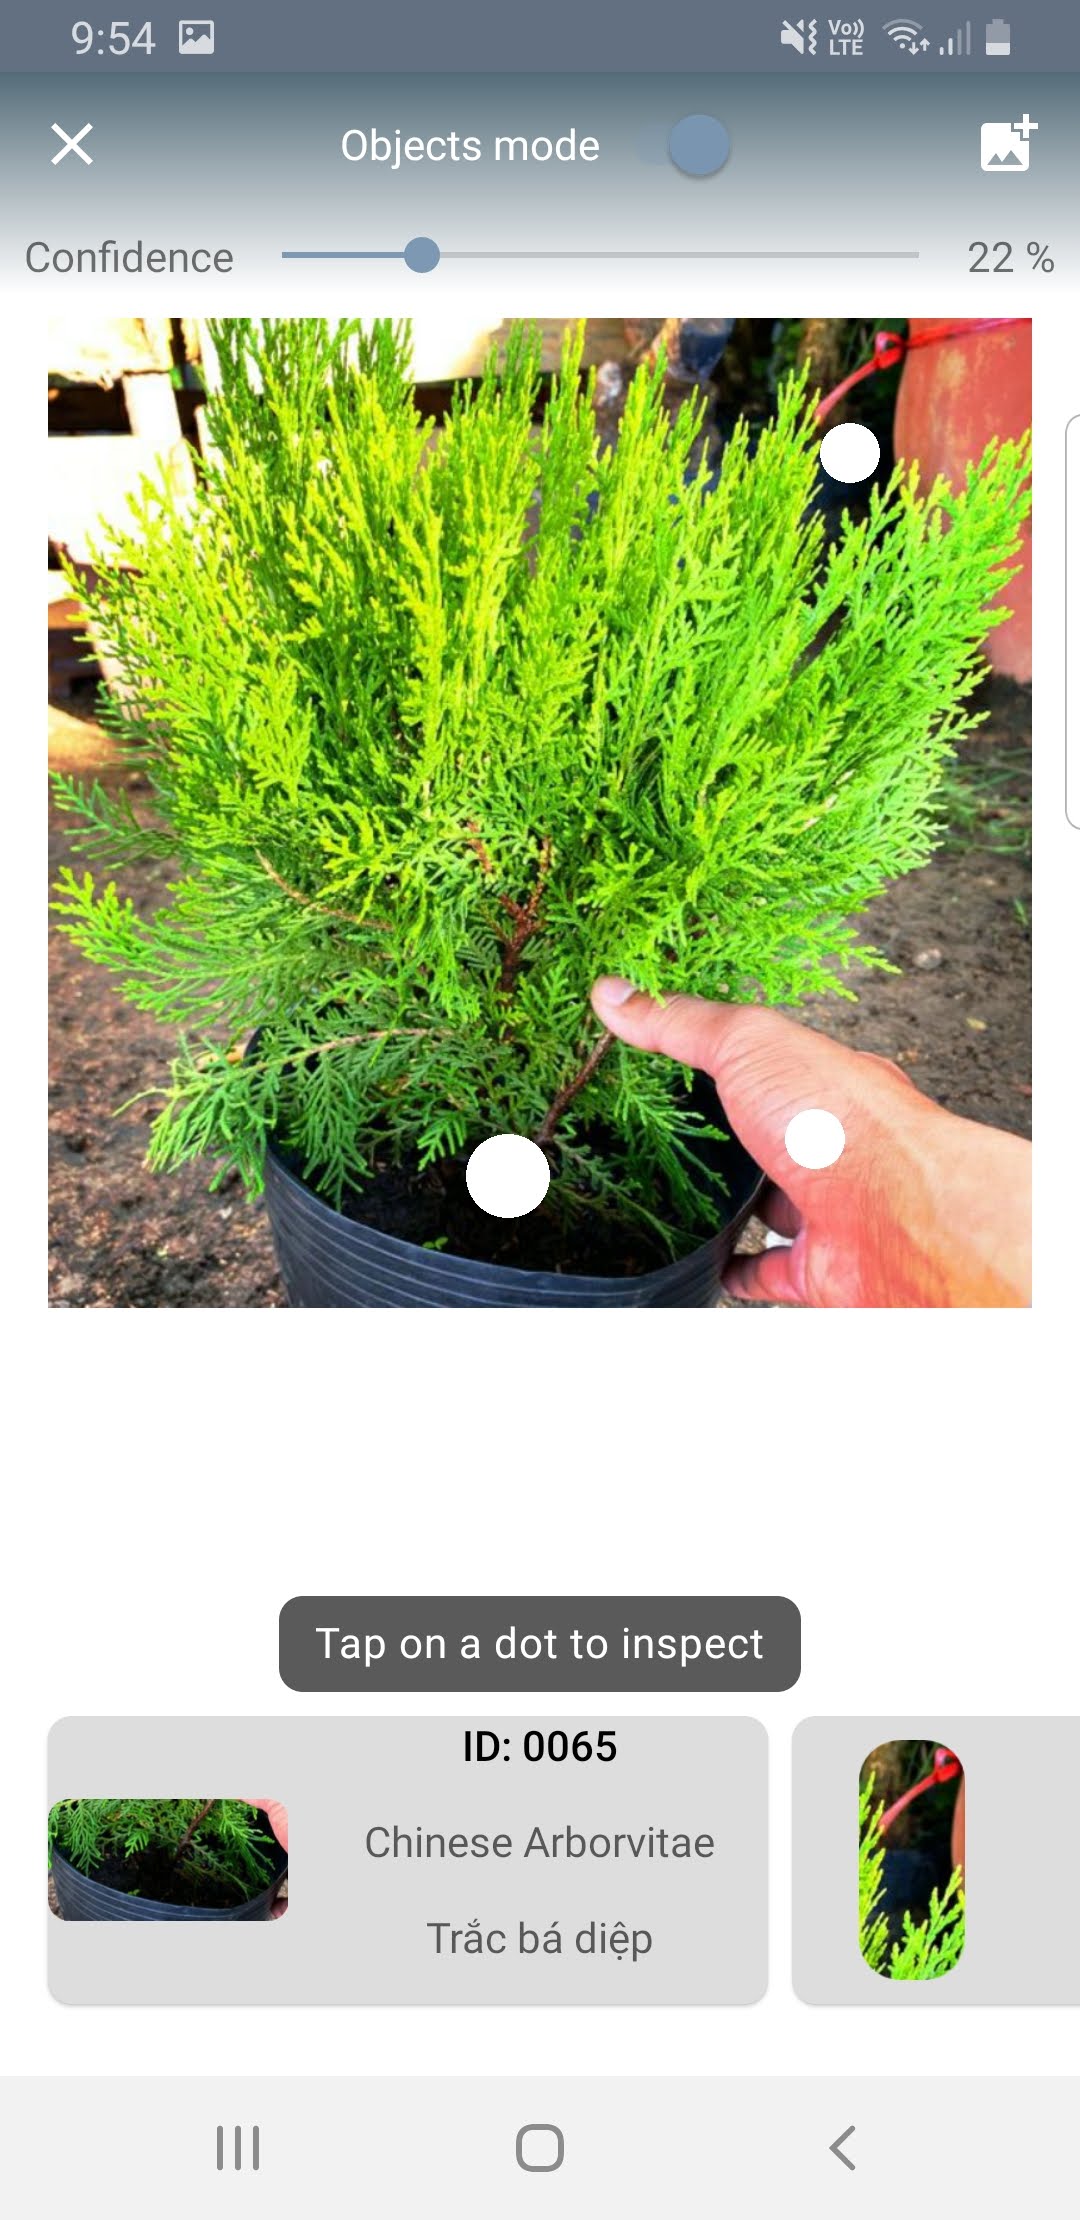 9:54
Vo)) LTE
Objects mode
Confidence
22 %
Tap on a dot to inspect
ID: 0065
Chinese Arborvitae
Trắc bá diệp